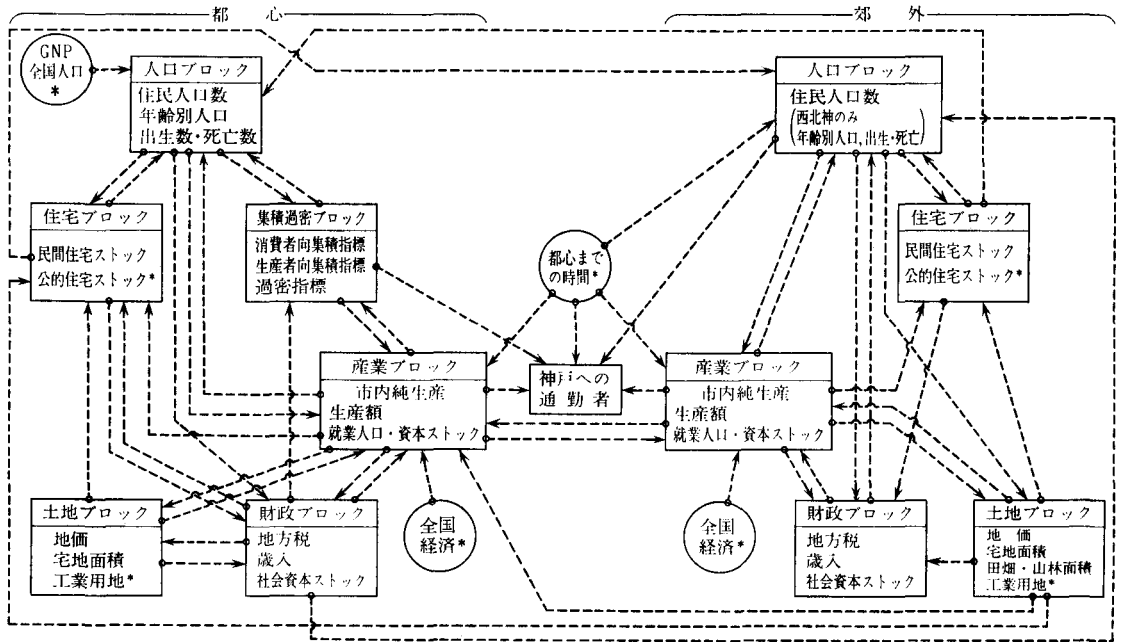 都心
郊外
GNP
全国人口
*
人口ブロック
住民人口数
年齢別人口
出生数・死亡数
人口ブロック
住民人口数
(西北神のみ
年齢別人口,出生・死亡)
住宅ブロック
民間住宅ストック
公的住宅ストック*
集積過密ブロック
消費者向集積指標
生産者向集積指標
過密指標
都心まで
の時間*
住宅ブロック
民間住宅ストック
公的住宅ストック*
産業ブロック
市内純生産
生産額
就業人口・資本ストック
神戸への
通勤者
産業ブロック
市内純生産
生産額
就業人口・資本ストック
土地ブロック
地価
宅地面積
工業用地*
財政ブロック
地方税
歳入
社会資本ストック
全国
経済*
全国
経済*
財政ブロック
地方税
歳入
社会資本ストック
土地ブロック
地価
宅地面積
田畑・山林面積
工業用地*